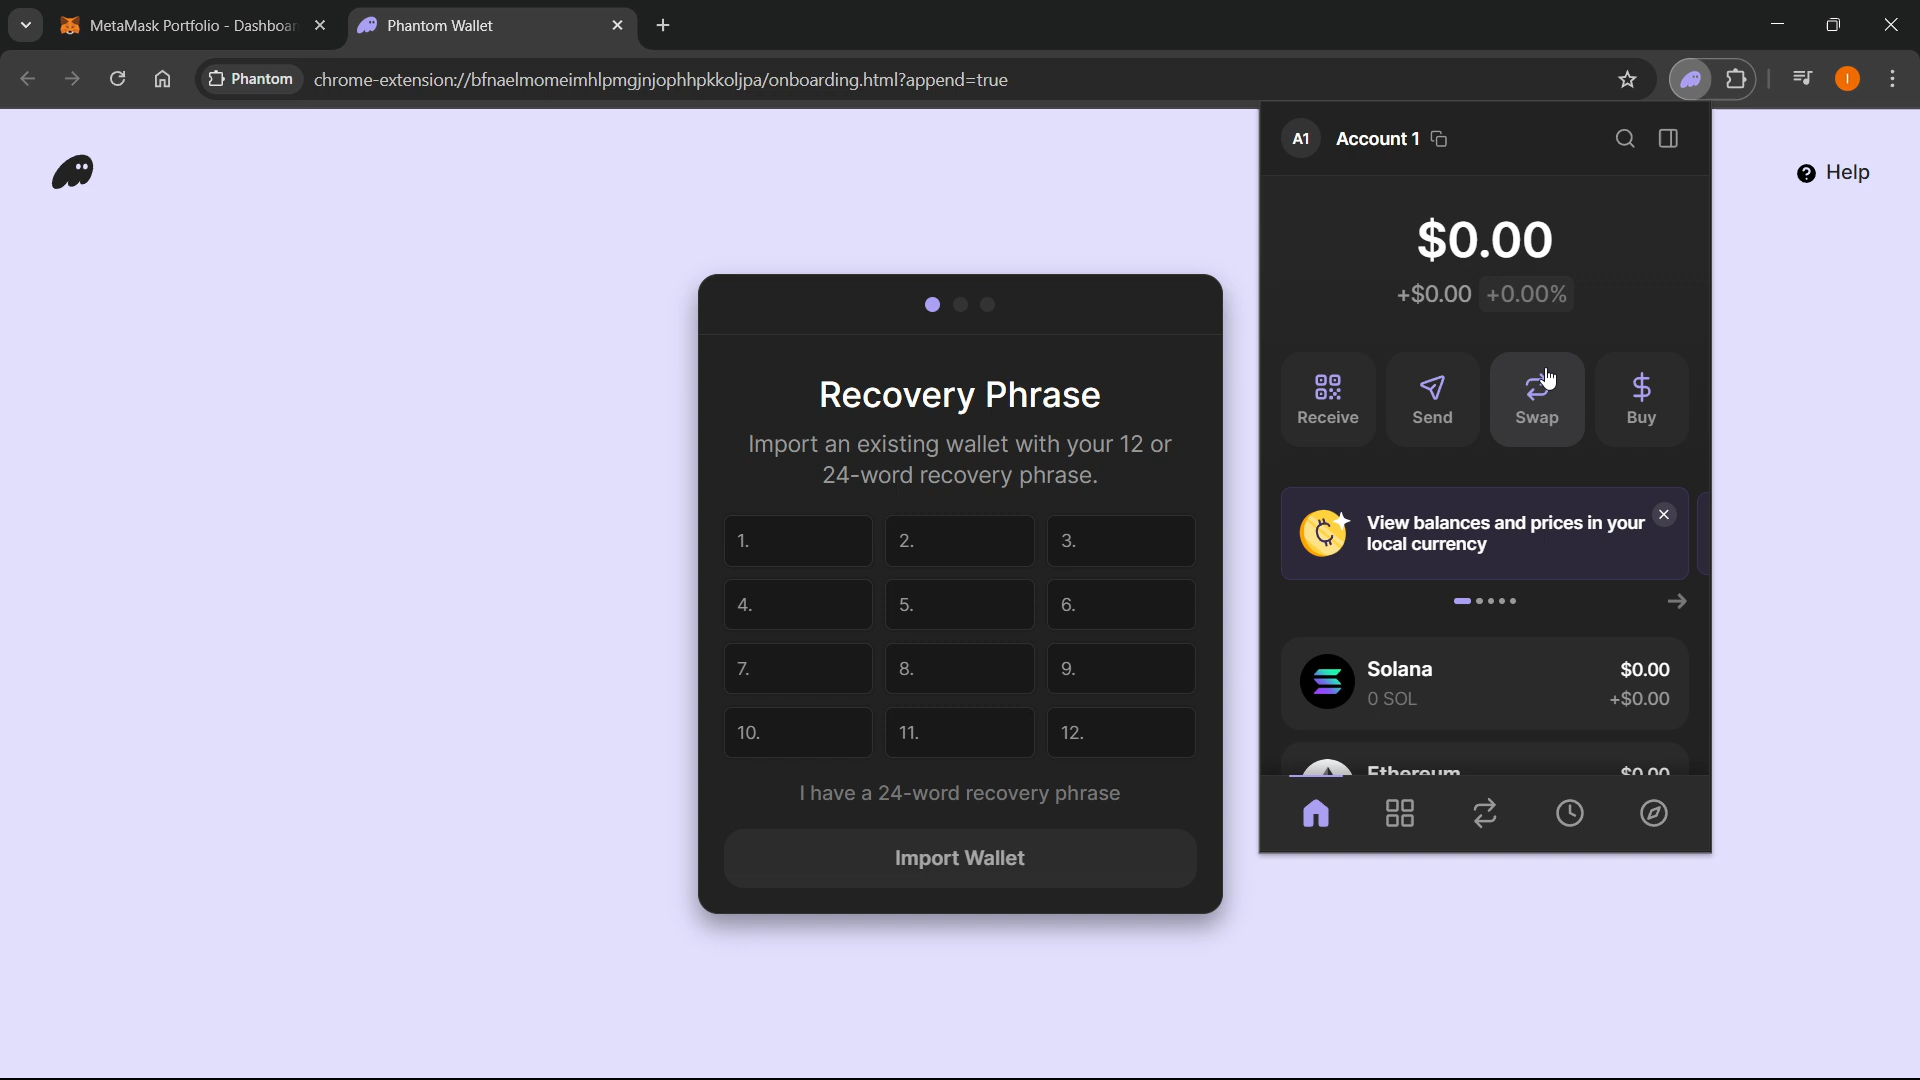 MetaMask Portfolio - Dashboar
Phantom Wallet
Phantom
chrome-extension://bfnaelmomeimhlpmgjnjophhpkkoljpa/onboarding.html?append=true
I
Help
Recovery Phrase
Import an existing wallet with your 12 or
24-word recovery phrase.
1. 2. 3.
4. 5. 6.
7. 8. 9.
10. 11. 12.
I have a 24-word recovery phrase
Import Wallet
A1 Account 1
$0.00
+$0.00 +0.00%
Receive Send Swap Buy
View balances and prices in your
local currency
Solana $0.00
0 SOL +$0.00
Ethereum $0.00